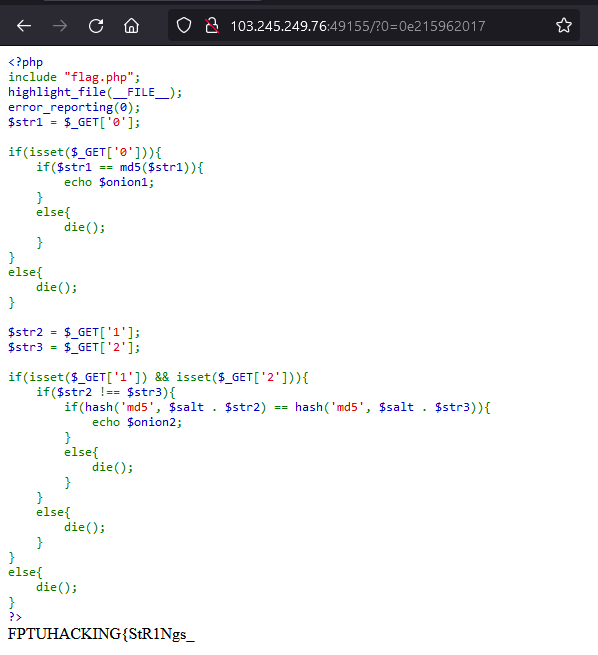 103.245.249.76:49155/?0=0e215962017
<?php
include "flag.php";
highlight_file(__FILE__);
error_reporting(0);
$str1 = $_GET['0'];

if(isset($_GET['0'])){
    if($str1 == md5($str1)){
        echo $onion1;
    }
    else{
        die();
    }
}
else{
    die();
}

$str2 = $_GET['1'];
$str3 = $_GET['2'];

if(isset($_GET['1']) && isset($_GET['2'])){
    if($str2 !== $str3){
        if(hash('md5', $salt . $str2) == hash('md5', $salt . $str3)){
            echo $onion2;
        }
        else{
            die();
        }
    }
    else{
        die();
    }
}
else{
    die();
}
?>
FPTUHACKING{StR1Ngs_